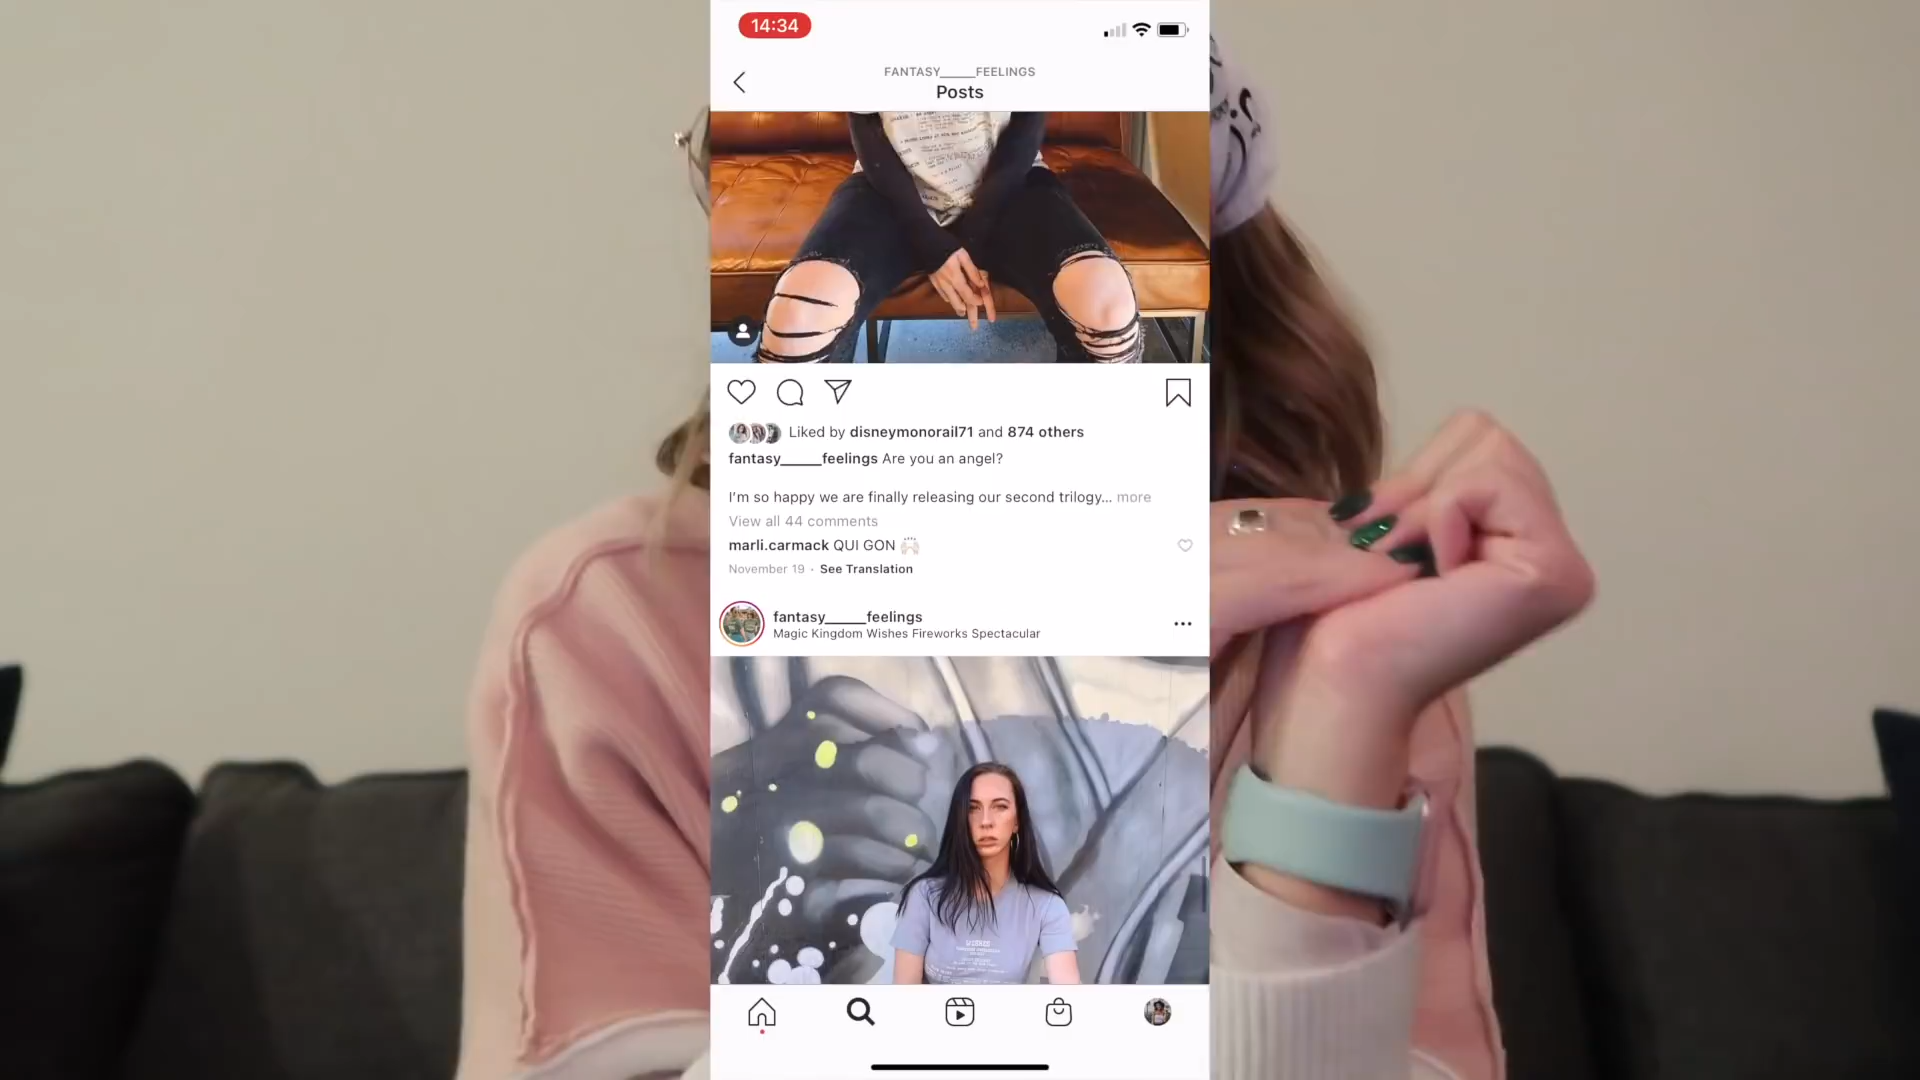 14:34
FANTASY_____FEELINGS
Posts
Liked by disneymonorail71 and 874 others
fantasy_____feelings Are you an angel?
I'm so happy we are finally releasing our second trilogy... more
View all 44 comments
marli.carmack QUI GON 🙌🏻
November 19 · See Translation
fantasy_____feelings
Magic Kingdom Wishes Fireworks Spectacular